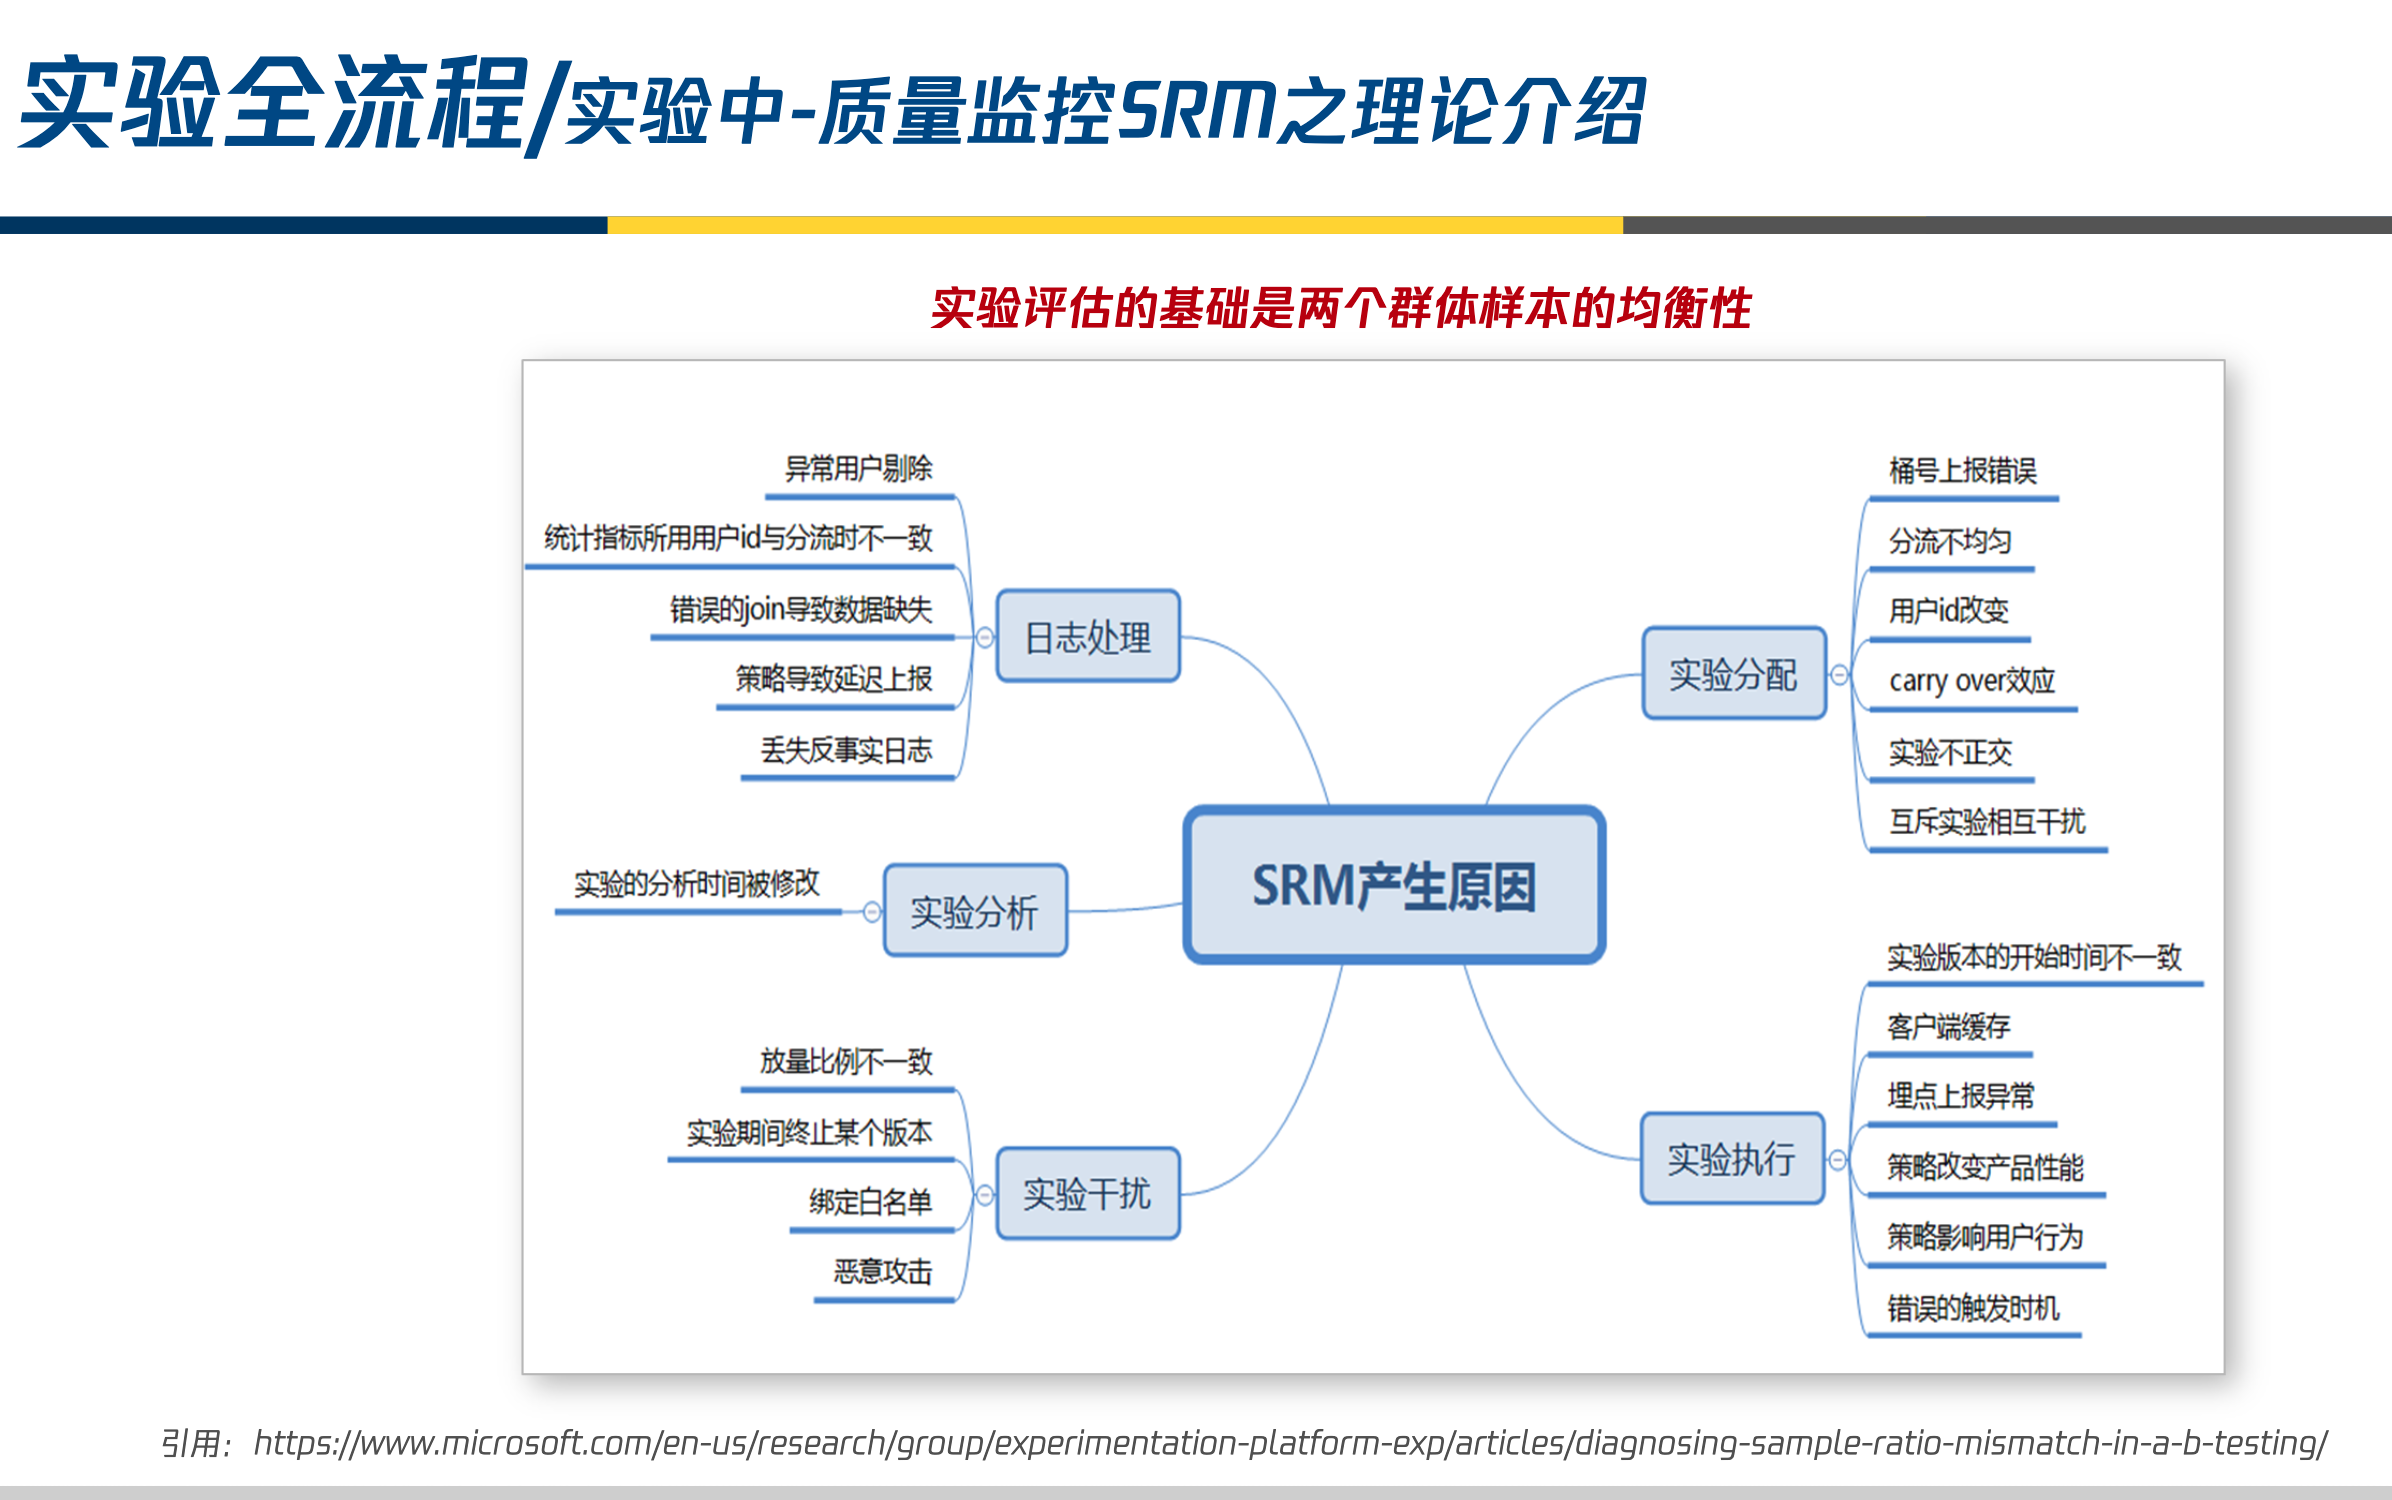 实验全流程/实验中-质量监控SRM之理论介绍
实验评估的基础是两个群体样本的均衡性
SRM产生原因
日志处理
异常用户剔除
统计指标所用用户id与分流时不一致
错误的join导致数据缺失
策略导致延迟上报
丢失反事实日志
实验分析
实验的分析时间被修改
实验干扰
放量比例不一致
实验期间终止某个版本
绑定白名单
恶意攻击
实验分配
桶号上报错误
分流不均匀
用户id改变
carry over效应
实验不正交
互斥实验相互干扰
实验执行
实验版本的开始时间不一致
客户端缓存
埋点上报异常
策略改变产品性能
策略影响用户行为
错误的触发时机
引用：https://www.microsoft.com/en-us/research/group/experimentation-platform-exp/articles/diagnosing-sample-ratio-mismatch-in-a-b-testing/